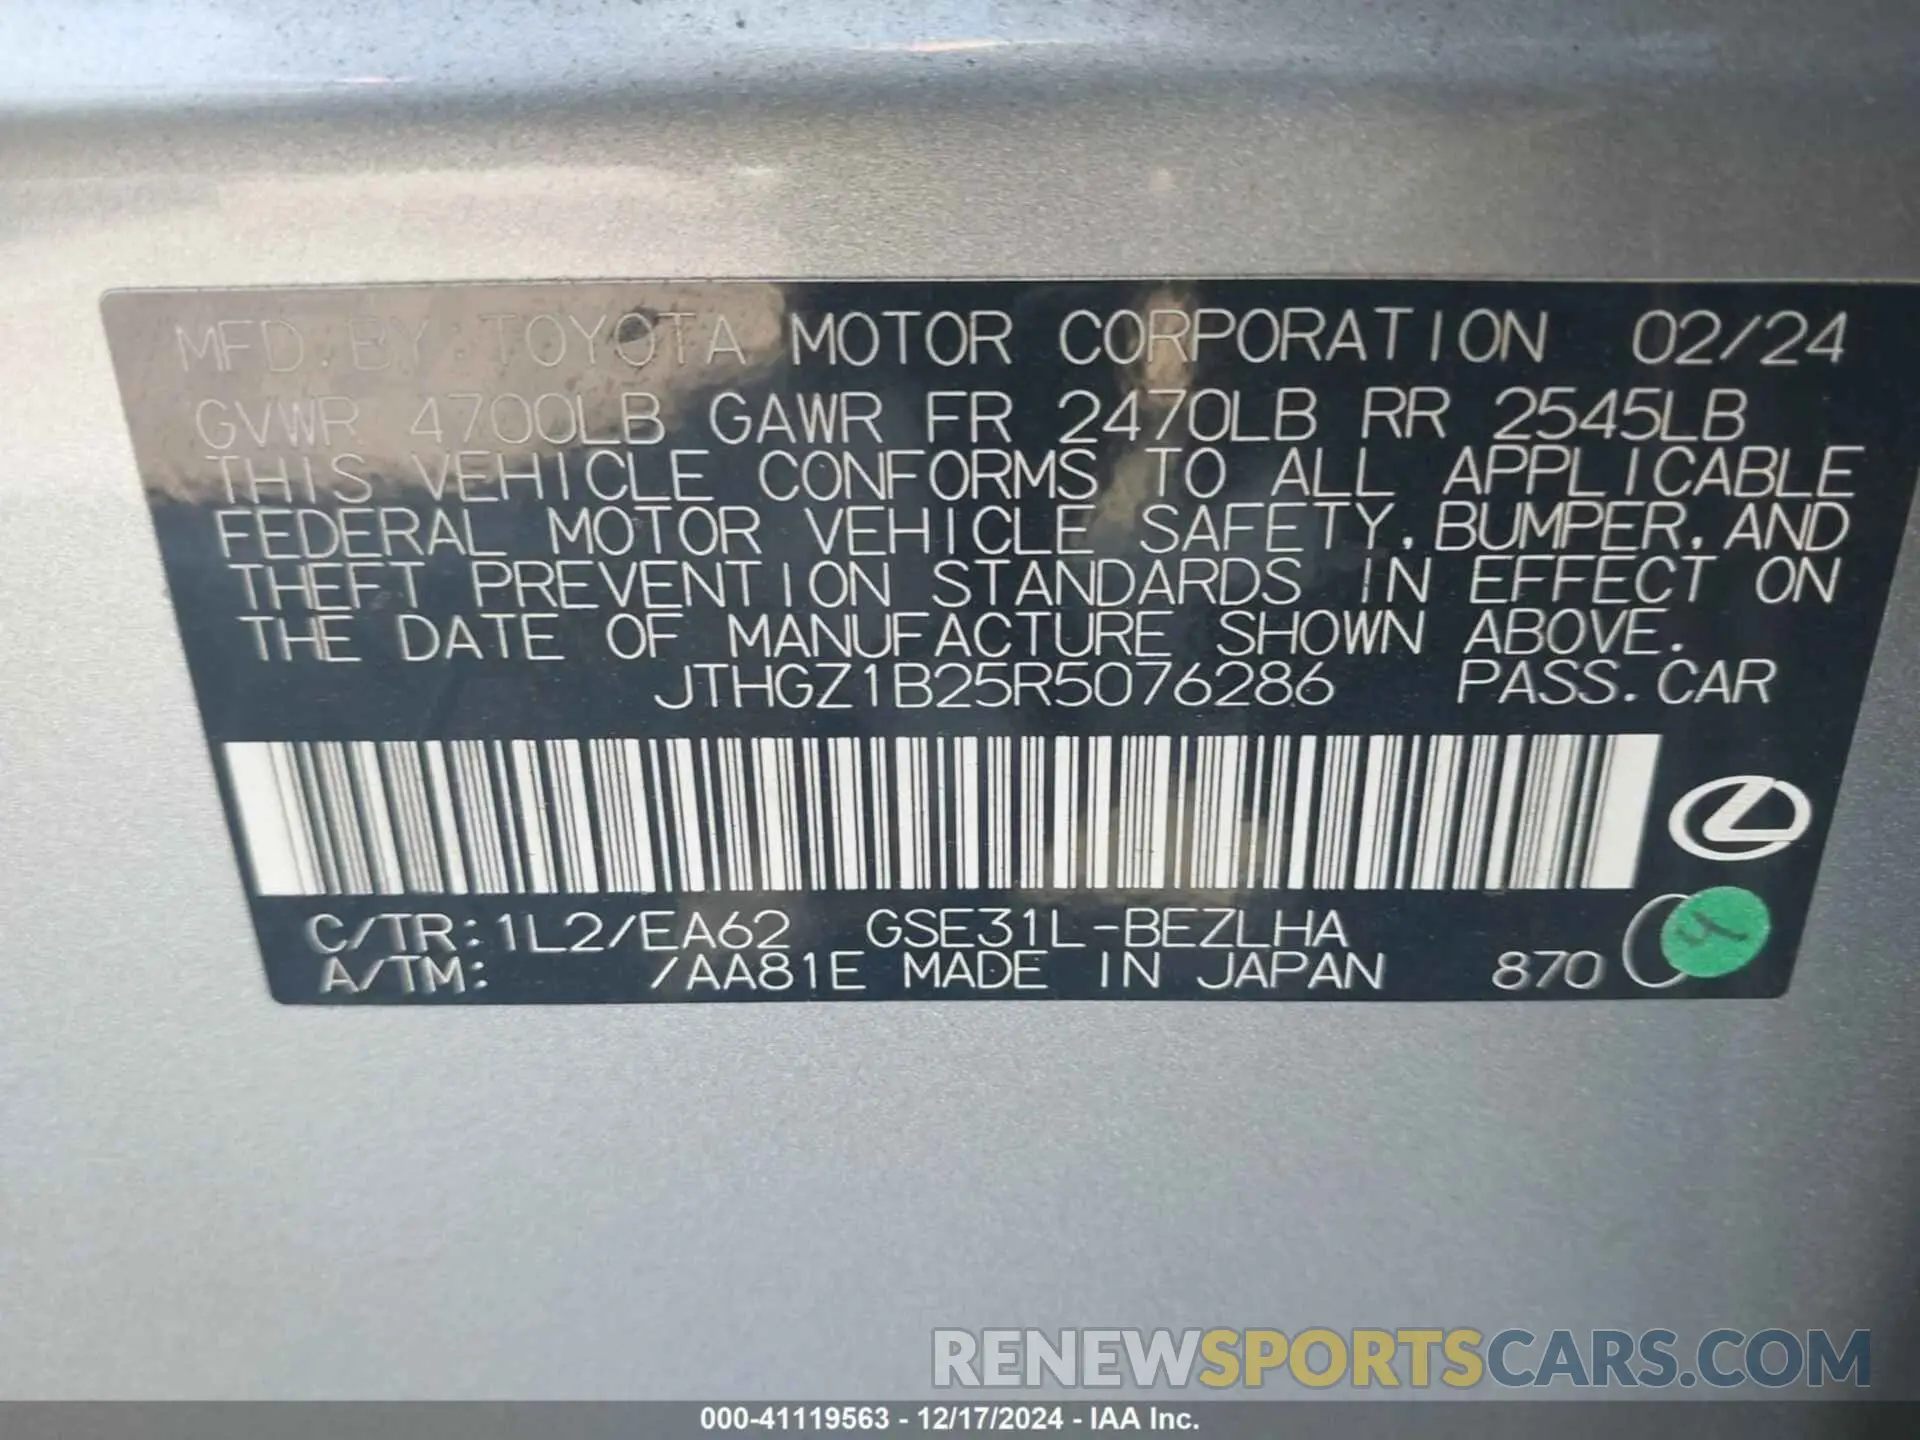 MFD. BY: TOYOTA MOTOR CORPORATION 02/24
GVWR 4700LB GAWR FR 2470LB RR 2545LB
THIS VEHICLE CONFORMS TO ALL APPLICABLE
FEDERAL MOTOR VEHICLE SAFETY, BUMPER, AND
THEFT PREVENTION STANDARDS IN EFFECT ON
THE DATE OF MANUFACTURE SHOWN ABOVE.
JTHGZ1B25R5076286 PASS. CAR
C/TR: 1L2/EA62 GSE31L-BEZLHA
A/TM: /AA81E MADE IN JAPAN 870
4
RENEWSPORTSCARS.COM
000-41119563 - 12/17/2024 - IAA Inc.